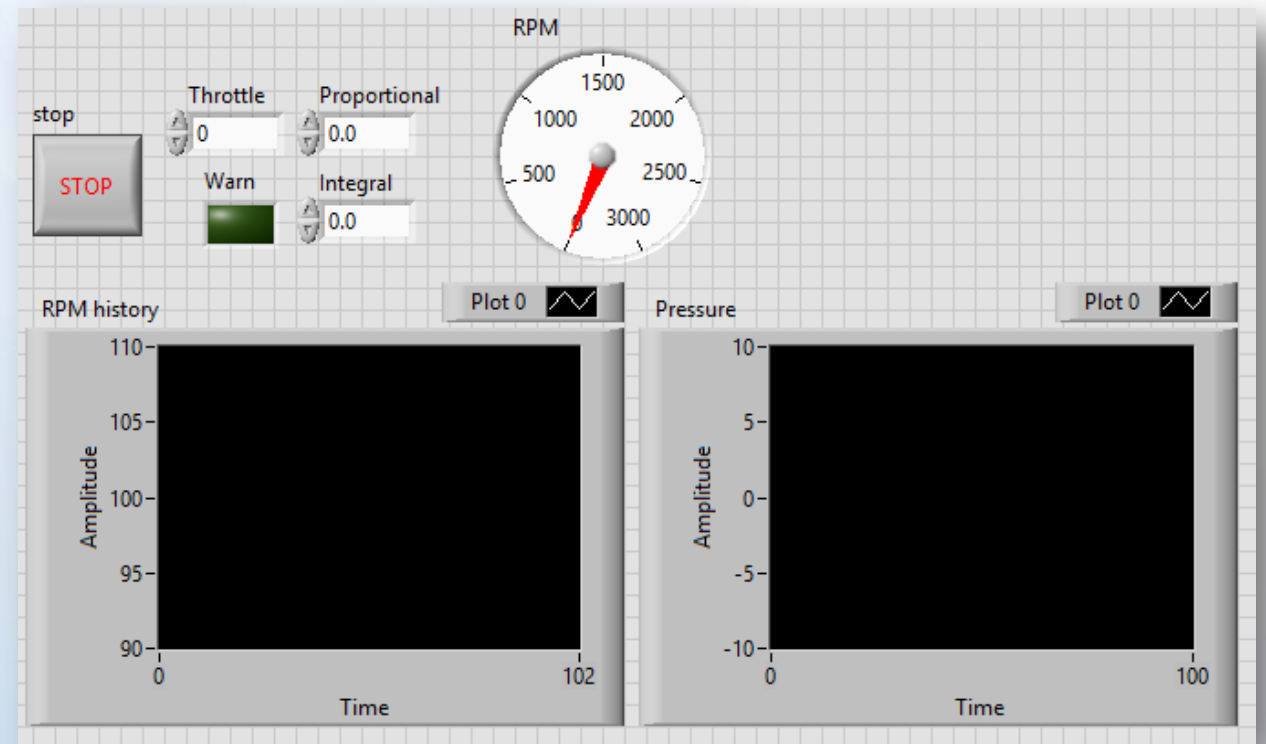 RPM
stop
Throttle
Proportional
0
0.0
STOP
Warn
Integral
0.0
1500
1000
2000
500
2500
0
3000
RPM history
Plot 0
110
105
100
95
90
Amplitude
0
102
Time
Pressure
Plot 0
10
5
0
-5
-10
Amplitude
0
100
Time